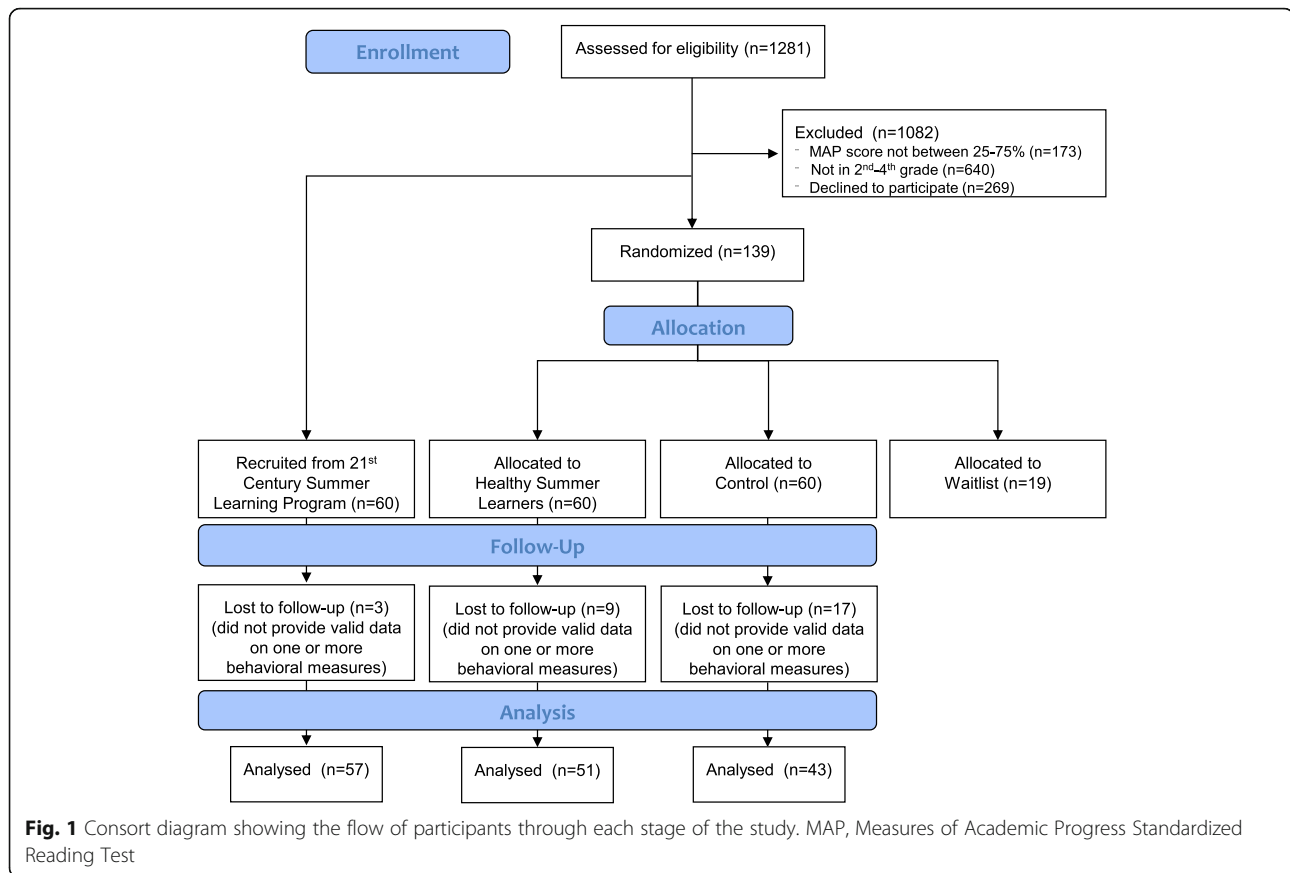 Enrollment
Assessed for eligibility (n=1281)
Excluded (n=1082)
- MAP score not between 25-75% (n=173)
- Not in 2nd-4th grade (n=640)
- Declined to participate (n=269)
Randomized (n=139)
Allocation
Recruited from 21st
Century Summer
Learning Program (n=60)
Allocated to
Healthy Summer
Learners (n=60)
Allocated to
Control (n=60)
Allocated to
Waitlist (n=19)
Follow-Up
Lost to follow-up (n=3)
(did not provide valid data
on one or more
behavioral measures)
Lost to follow-up (n=9)
(did not provide valid data
on one or more
behavioral measures)
Lost to follow-up (n=17)
(did not provide valid data
on one or more
behavioral measures)
Analysis
Analysed (n=57)
Analysed (n=51)
Analysed (n=43)
Fig. 1 Consort diagram showing the flow of participants through each stage of the study. MAP, Measures of Academic Progress Standardized
Reading Test